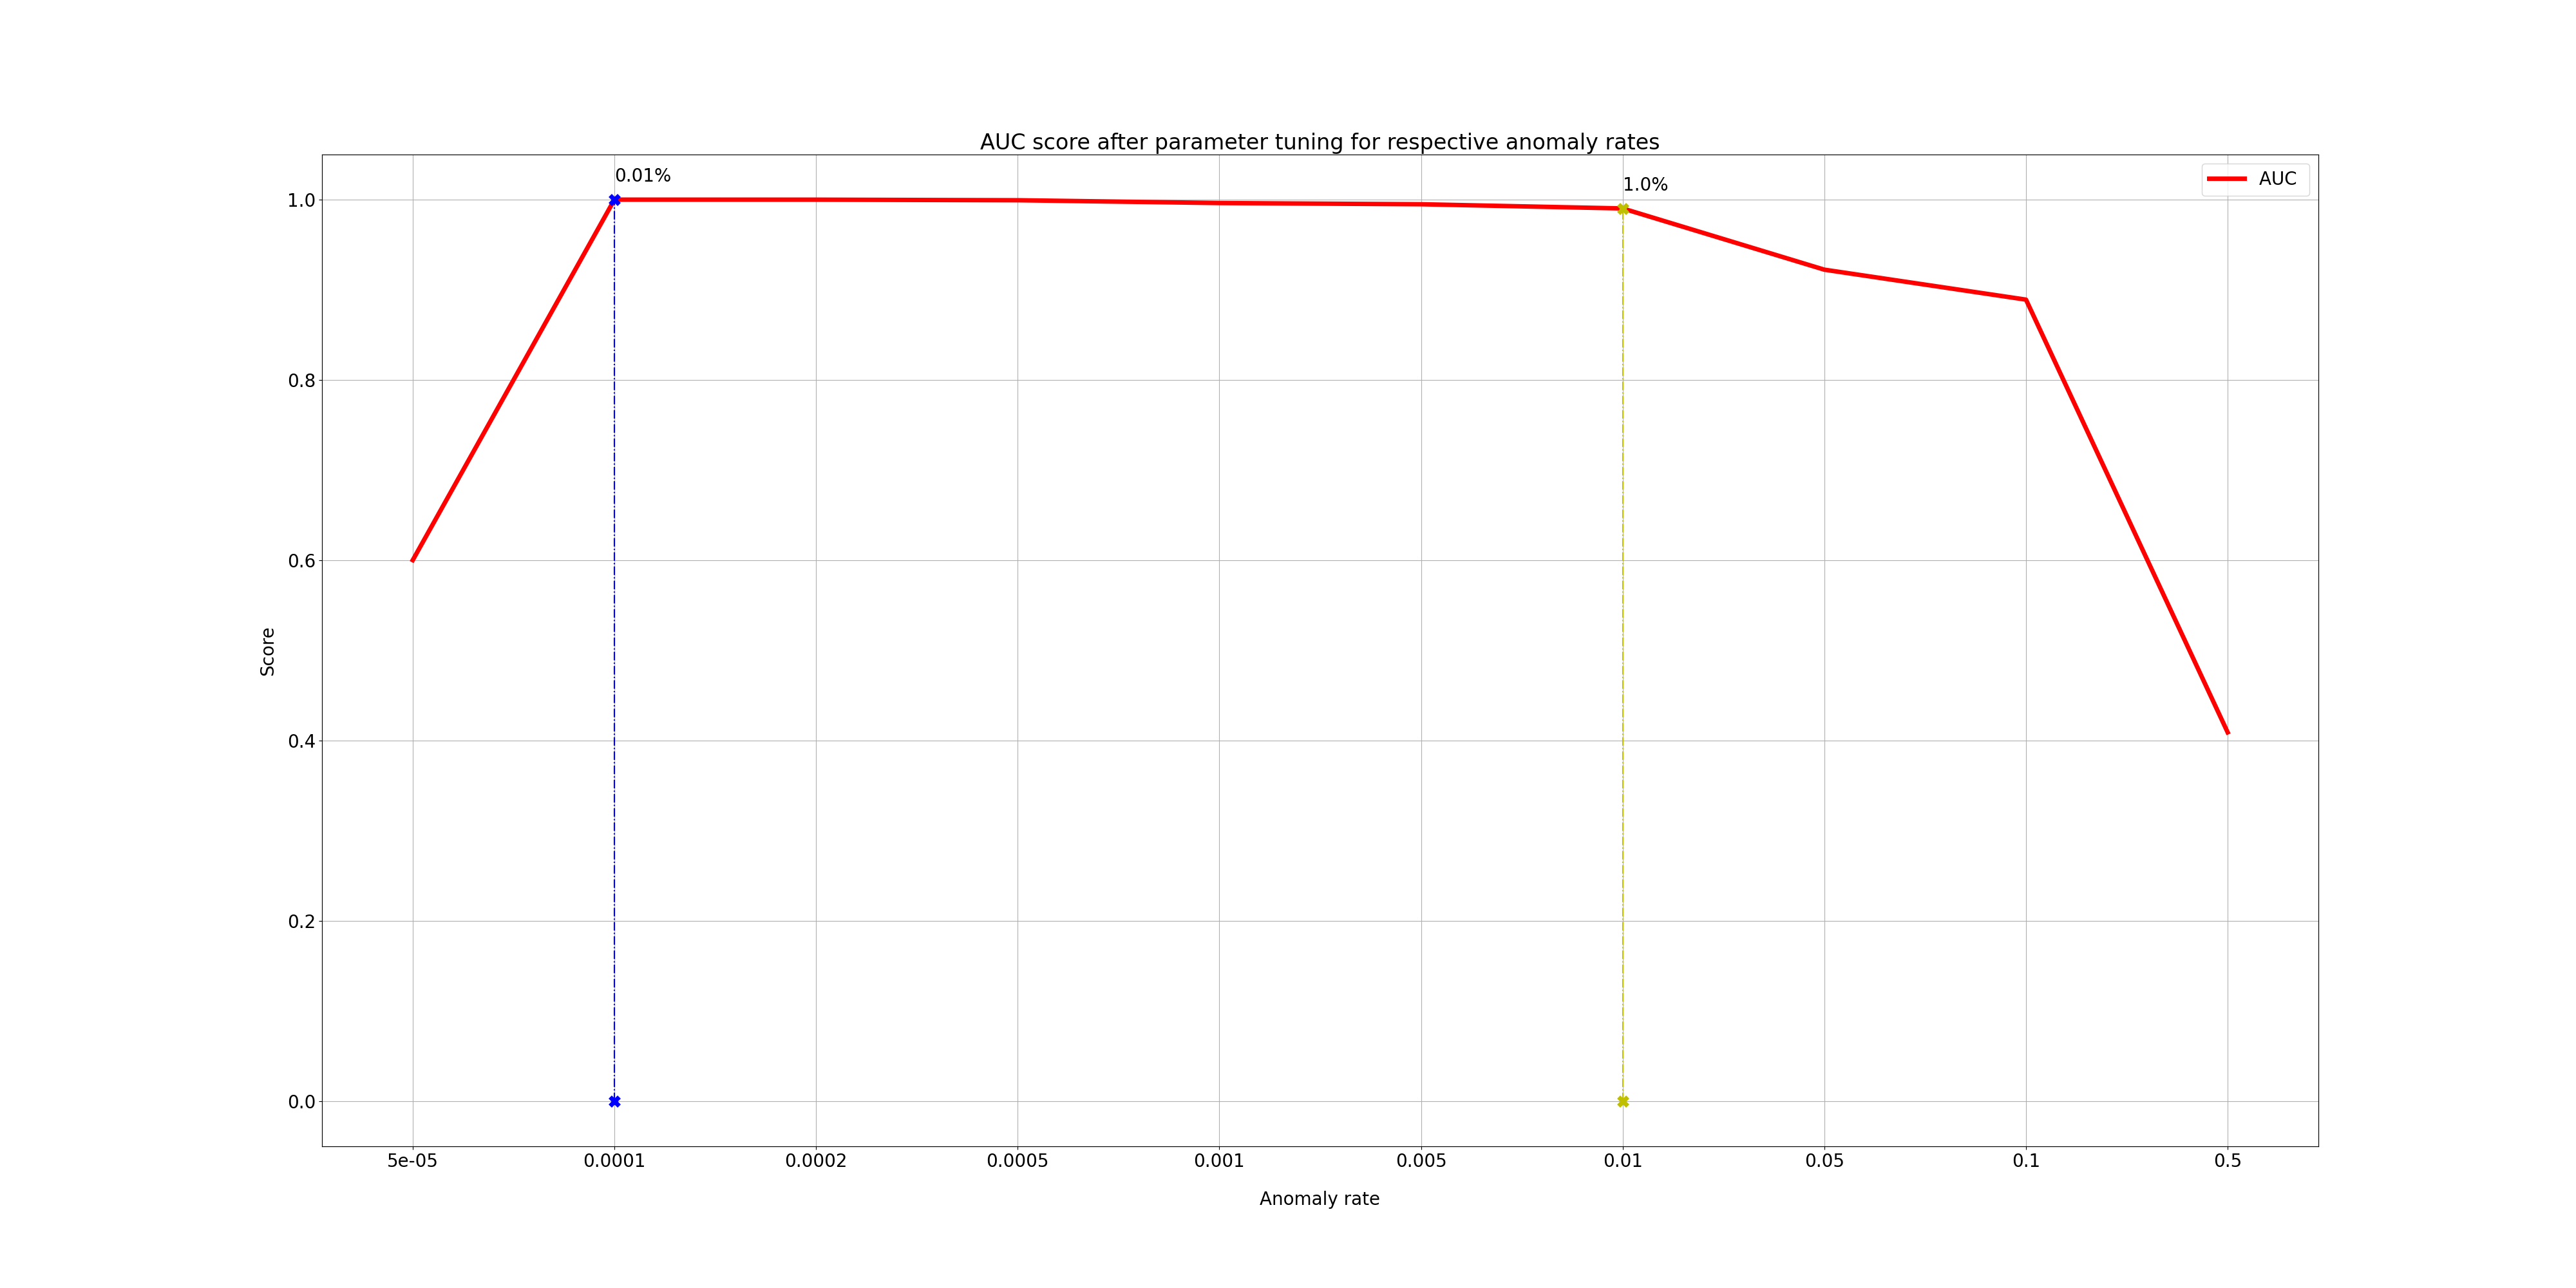 AUC score after parameter tuning for respective anomaly rates
0.01%
1.0%
AUC
1.0
0.8
0.6
0.4
0.2
0.0
Score
5e-05 0.0001 0.0002 0.0005 0.001 0.005 0.01 0.05 0.1 0.5
Anomaly rate